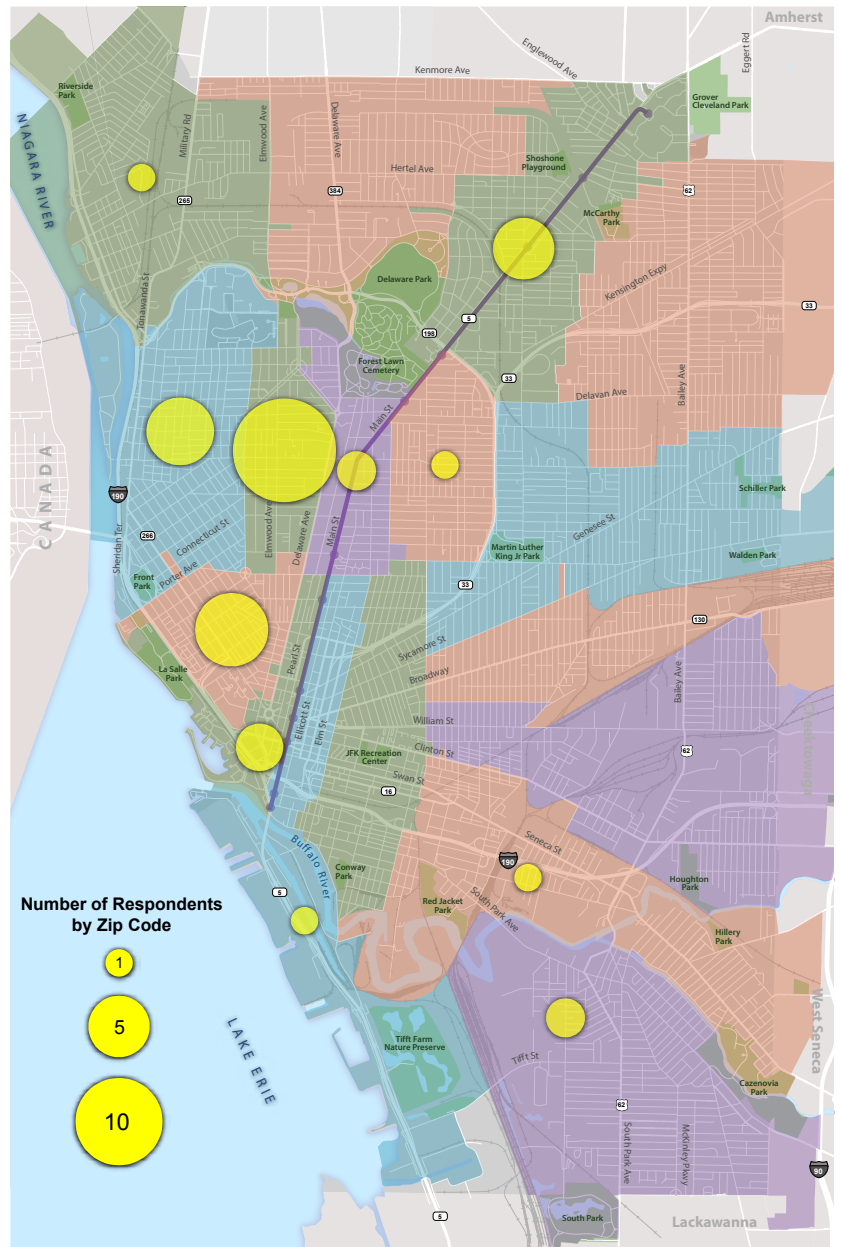 Amherst
Englewood Ave
Eggert Rd
Kenmore Ave
Riverside
Park
Grover
Cleveland Park
NIAGARA RIVER
Military Rd
Elmwood Ave
Delaware Ave
Shoshone
Playground
Hertel Ave
384
62
265
McCarthy
Park
Delaware Park
Kensington Expy
Tonawanda St
33
5
198
Forest Lawn
Cemetery
33
Delavan Ave
Bailey Ave
Main St
CANADA
190
Schiller Park
Elmwood Ave
Delaware Ave
Main St
Connecticut St
Genesee St
266
Sheridan Ter
Martin Luther
King Jr Park
Walden Park
Front
Park
Porter Ave
33
130
Sycamore St
Pearl St
Broadway
La Salle
Park
Bailey Ave
Ellicott St
Elm St
William St
Cheektowaga
JFK Recreation
Center
Clinton St
62
Swan St
16
Seneca St
Buffalo River
190
Conway
Park
Houghton
Park
5
Number of Respondents
by Zip Code
Red Jacket
Park
South Park Ave
Hillery
Park
1
5
10
LAKE ERIE
West Seneca
Tifft Farm
Nature Preserve
Tifft St
Cazenovia
Park
62
South Park Ave
McKinley Pkwy
90
5
South Park
Lackawanna